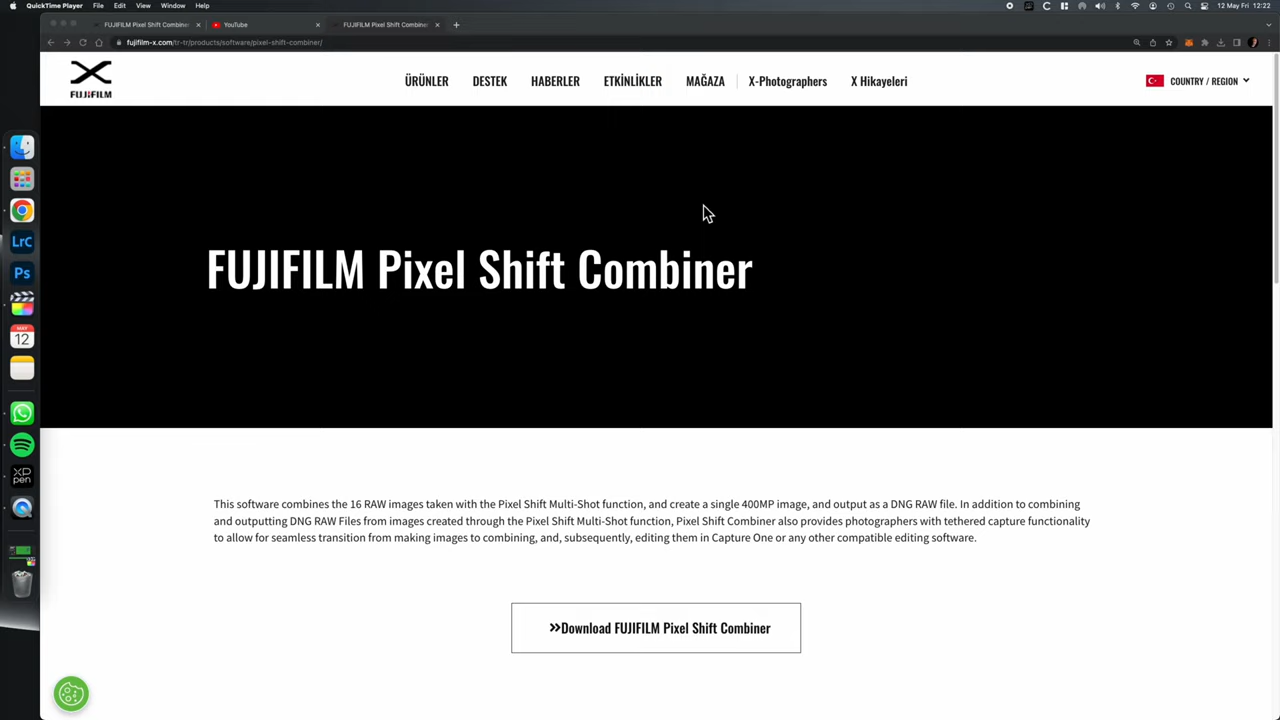 QuickTime Player File Edit View Window Help
12 May Fri 12:22
FUJIFILM Pixel Shift Combiner
YouTube
FUJIFILM Pixel Shift Combiner
fujifilm-x.com/tr-tr/products/software/pixel-shift-combiner/
FUJIFILM
ÜRÜNLER DESTEK HABERLER ETKİNLİKLER MAĞAZA X-Photographers X Hikayeleri
COUNTRY / REGION
LrC
Ps
MAY
12
XP
pen
FUJIFILM Pixel Shift Combiner
This software combines the 16 RAW images taken with the Pixel Shift Multi-Shot function, and create a single 400MP image, and output as a DNG RAW file. In addition to combining
and outputting DNG RAW Files from images created through the Pixel Shift Multi-Shot function, Pixel Shift Combiner also provides photographers with tethered capture functionality
to allow for seamless transition from making images to combining, and, subsequently, editing them in Capture One or any other compatible editing software.
Download FUJIFILM Pixel Shift Combiner